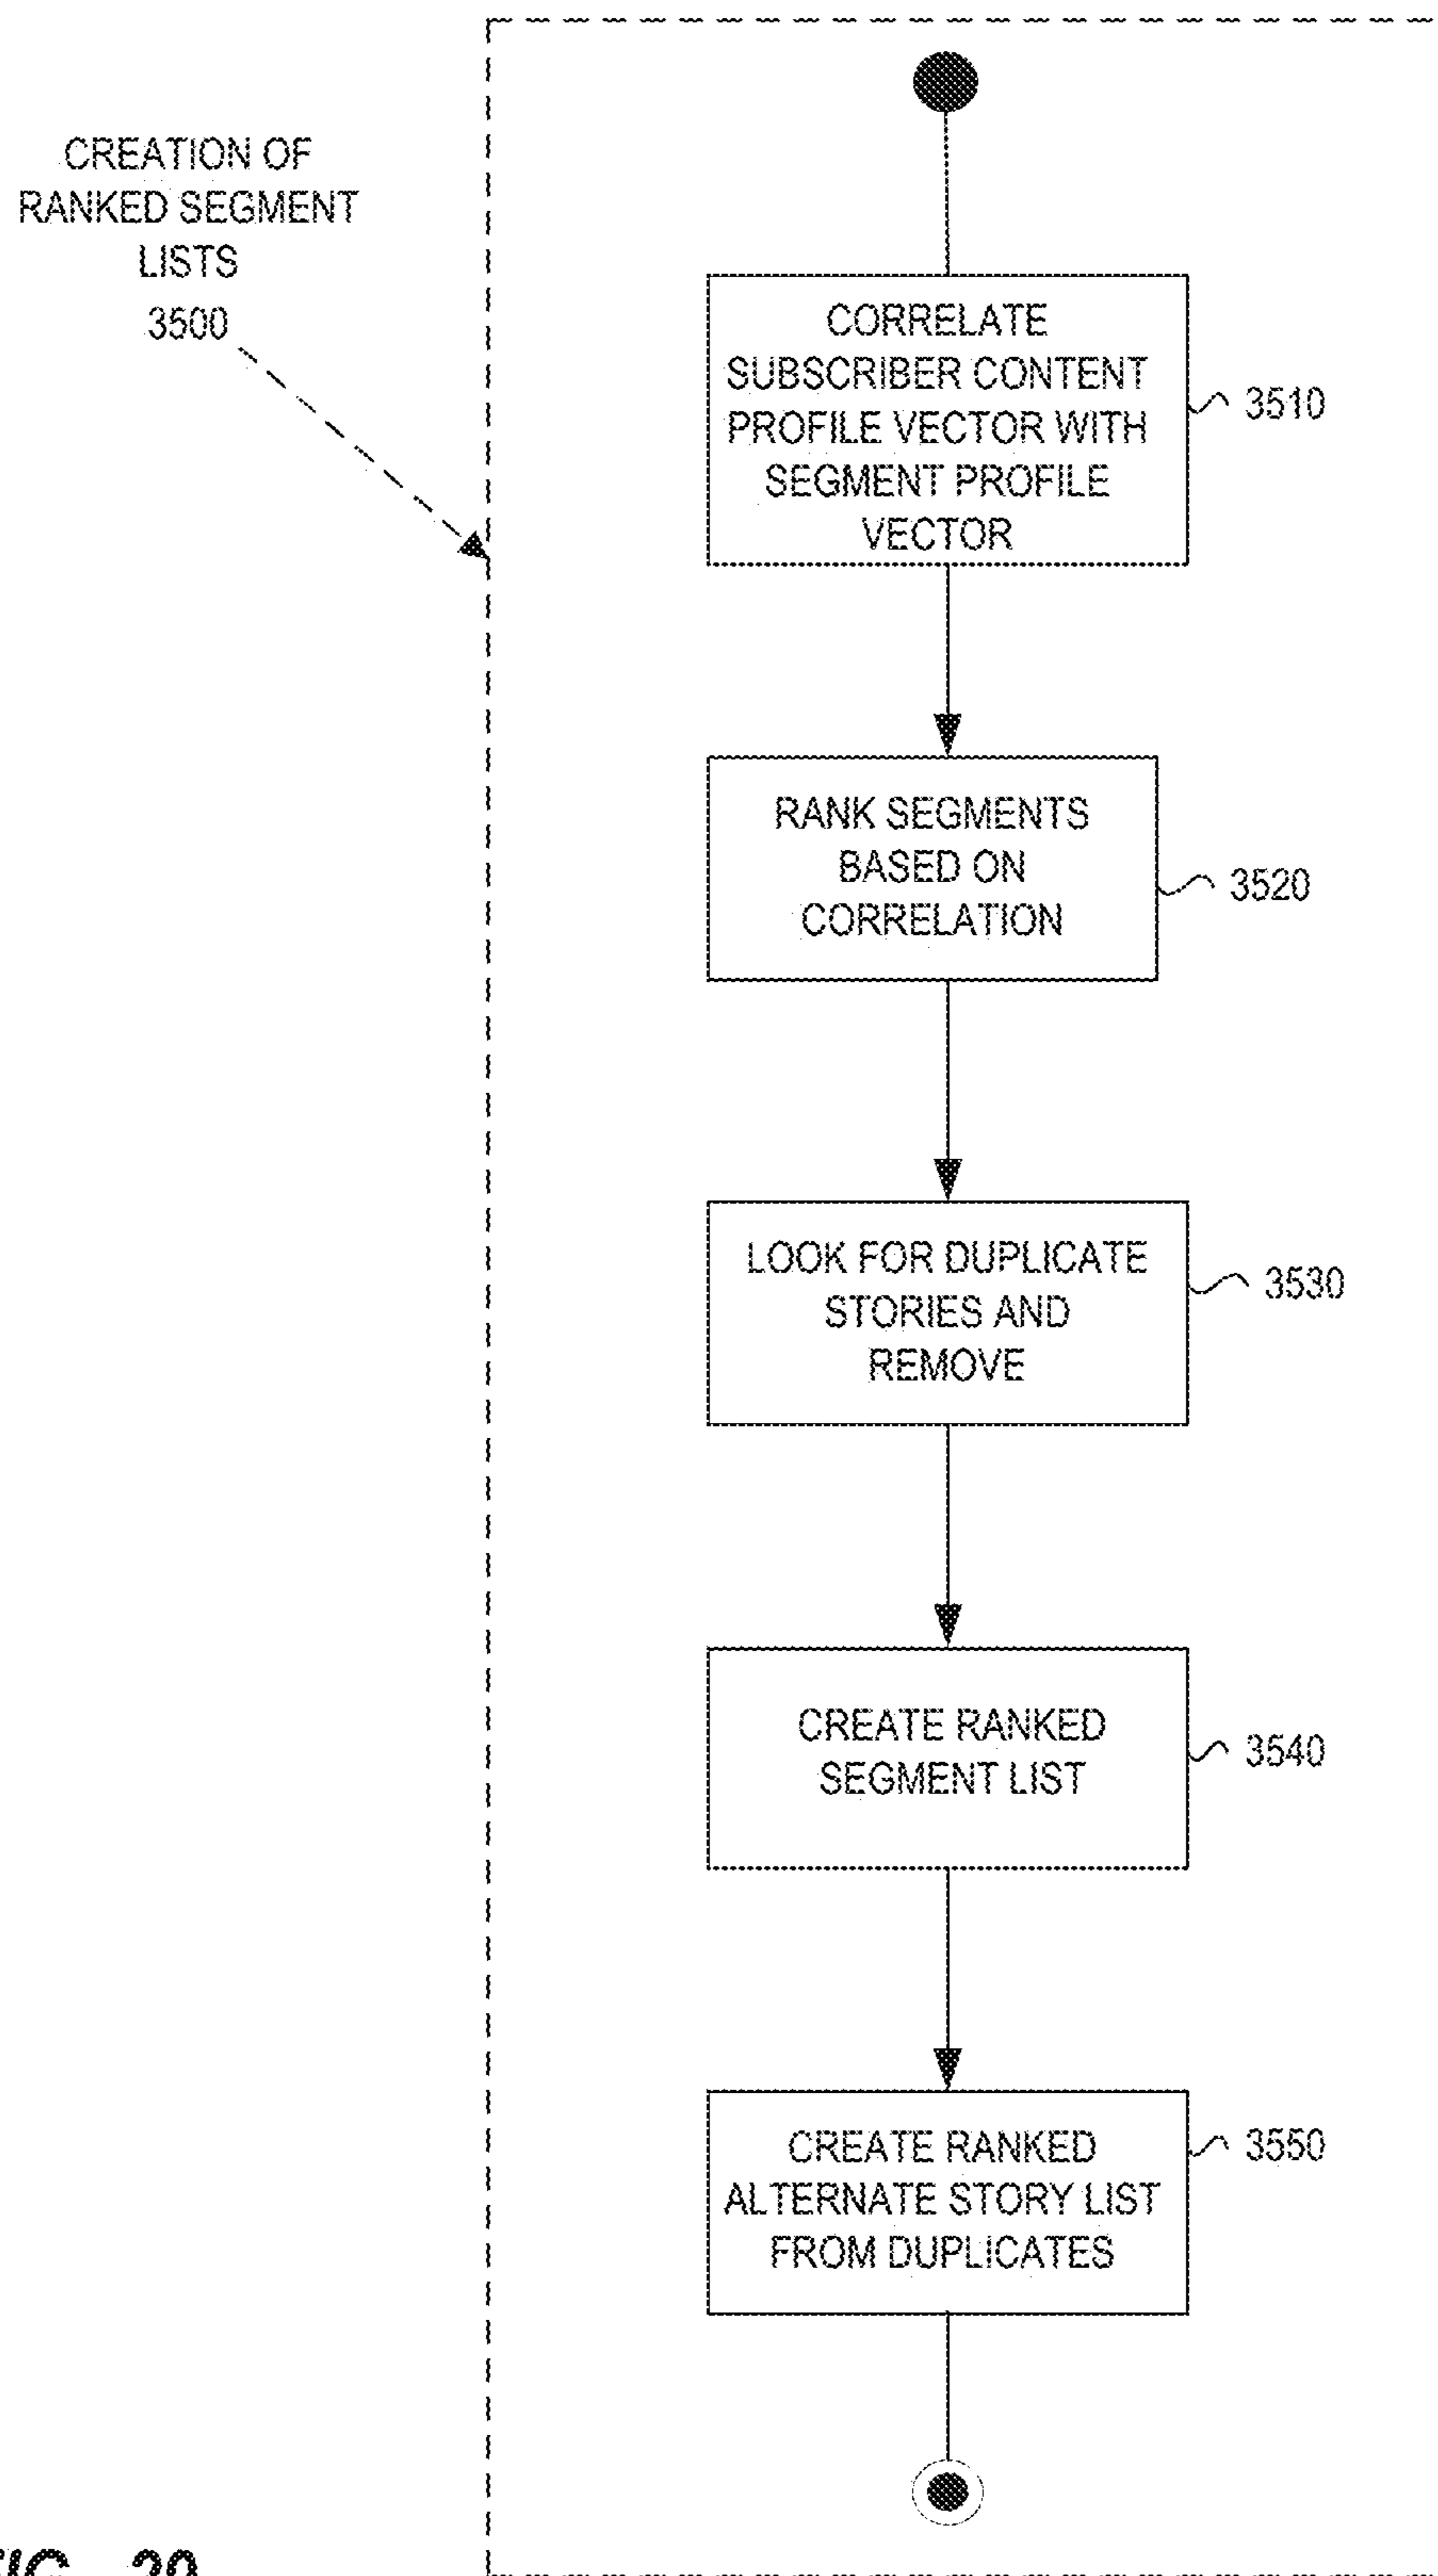 CREATION OF
RANKED SEGMENT
LISTS
3500
CORRELATE
SUBSCRIBER CONTENT
PROFILE VECTOR WITH
SEGMENT PROFILE
VECTOR
3510
RANK SEGMENTS
BASED ON
CORRELATION
3520
LOOK FOR DUPLICATE
STORIES AND
REMOVE
3530
CREATE RANKED
SEGMENT LIST
3540
CREATE RANKED
ALTERNATE STORY LIST
FROM DUPLICATES
3550